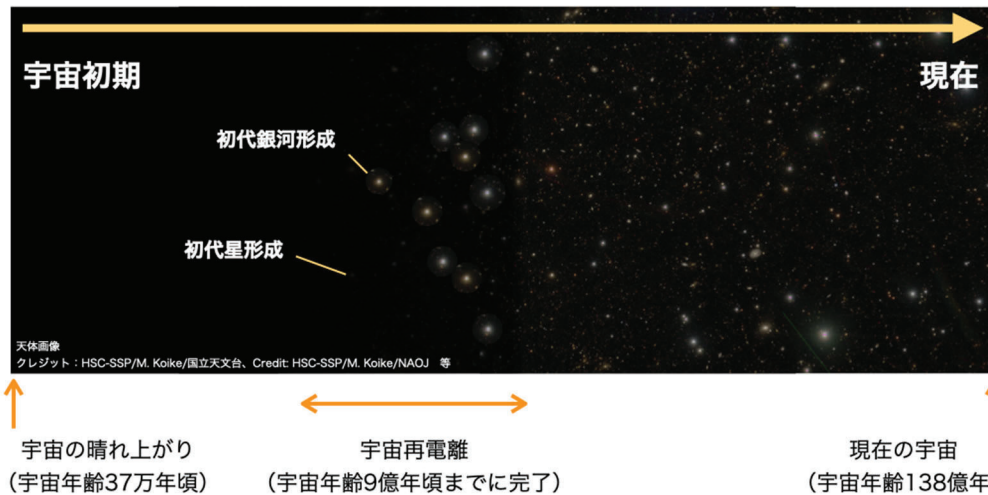 宇宙初期
現在
初代銀河形成
初代星形成
天体画像
クレジット：HSC-SSP/M. Koike/国立天文台、Credit: HSC-SSP/M. Koike/NAOJ 等
宇宙の晴れ上がり
（宇宙年齢37万年頃）
宇宙再電離
（宇宙年齢9億年頃までに完了）
現在の宇宙
（宇宙年齢138億年